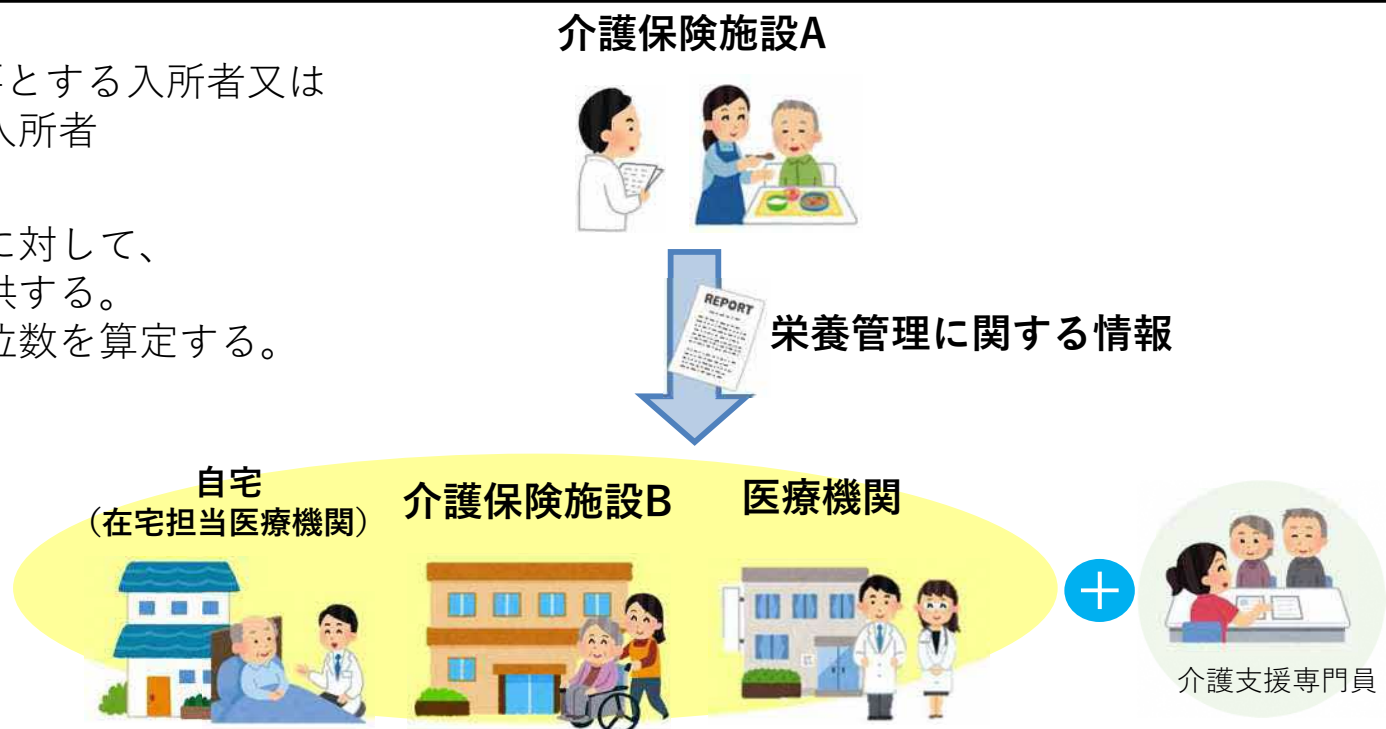 介護保険施設A
要とする入所者又は
入所者
に対して、
供する。
位数を算定する。
REPORT
栄養管理に関する情報
自宅
（在宅担当医療機関）
介護保険施設B
医療機関
＋
介護支援専門員